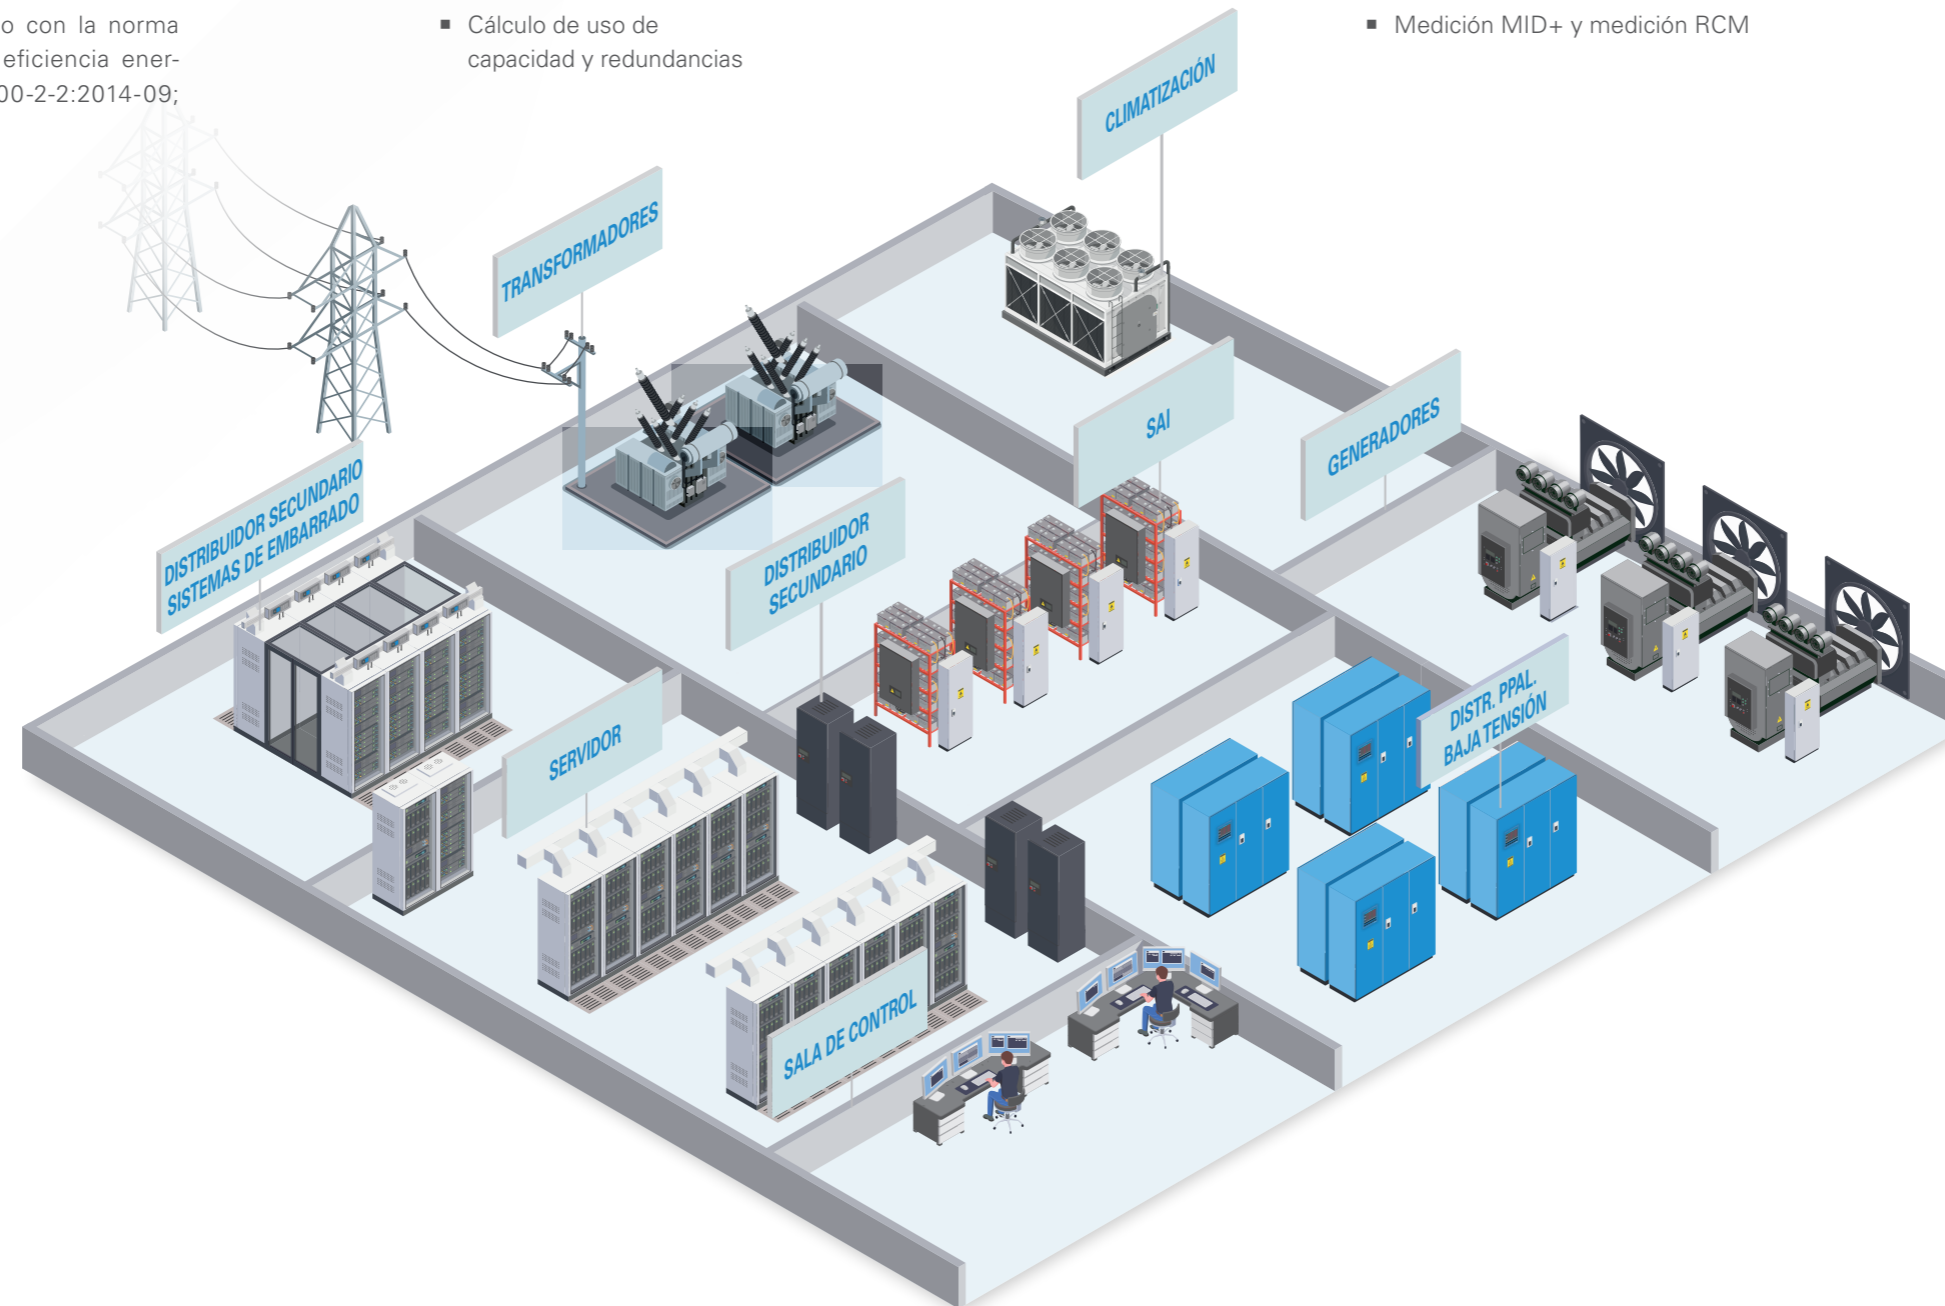 o con la norma
eficiencia ener-
00-2-2:2014-09;
▪ Cálculo de uso de
capacidad y redundancias
▪ Medición MID+ y medición RCM
CLIMATIZACIÓN
TRANSFORMADORES
SAI
GENERADORES
DISTRIBUIDOR SECUNDARIO
SISTEMAS DE EMBARRADO
DISTRIBUIDOR
SECUNDARIO
DISTR. PPAL.
BAJA TENSIÓN
SERVIDOR
SALA DE CONTROL